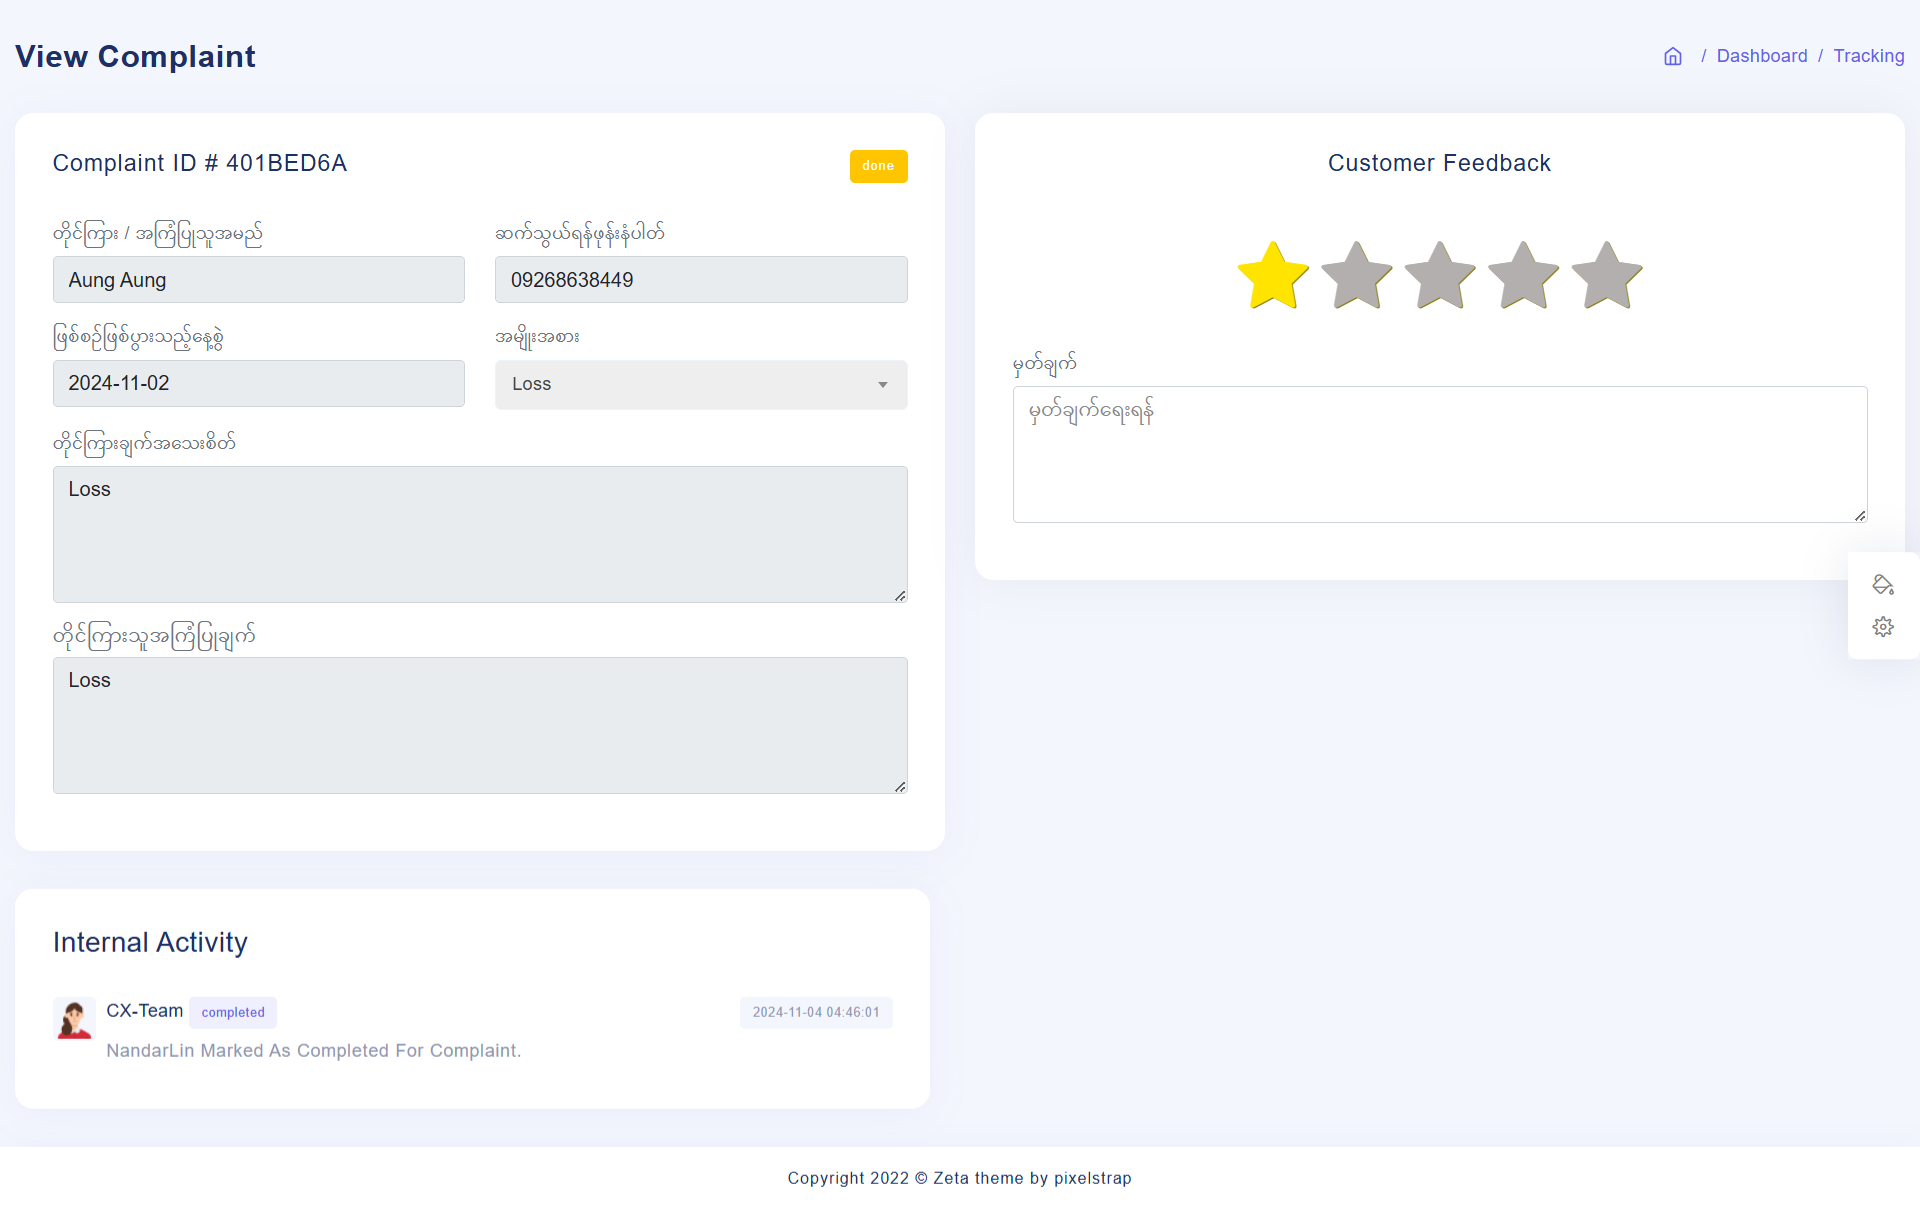 View Complaint
/ Dashboard / Tracking
Complaint ID # 401BED6A
done
တိုင်ကြား / အကြံပြုသူအမည်
ဆက်သွယ်ရန်ဖုန်းနံပါတ်
Aung Aung
09268638449
ဖြစ်စဉ်ဖြစ်ပွားသည့်နေ့စွဲ
အမျိုးအစား
2024-11-02
Loss
တိုင်ကြားချက်အသေးစိတ်
Loss
တိုင်ကြားသူအကြံပြုချက်
Loss
Customer Feedback
မှတ်ချက်
မှတ်ချက်ရေးရန်
Internal Activity
CX-Team completed
2024-11-04 04:46:01
NandarLin Marked As Completed For Complaint.
Copyright 2022 © Zeta theme by pixelstrap